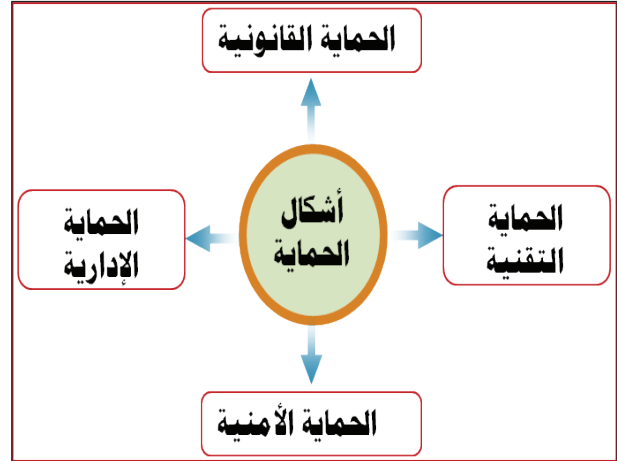 الحماية القانونية
أشكال
الحماية
الحماية
التقنية
الحماية
الإدارية
الحماية الأمنية